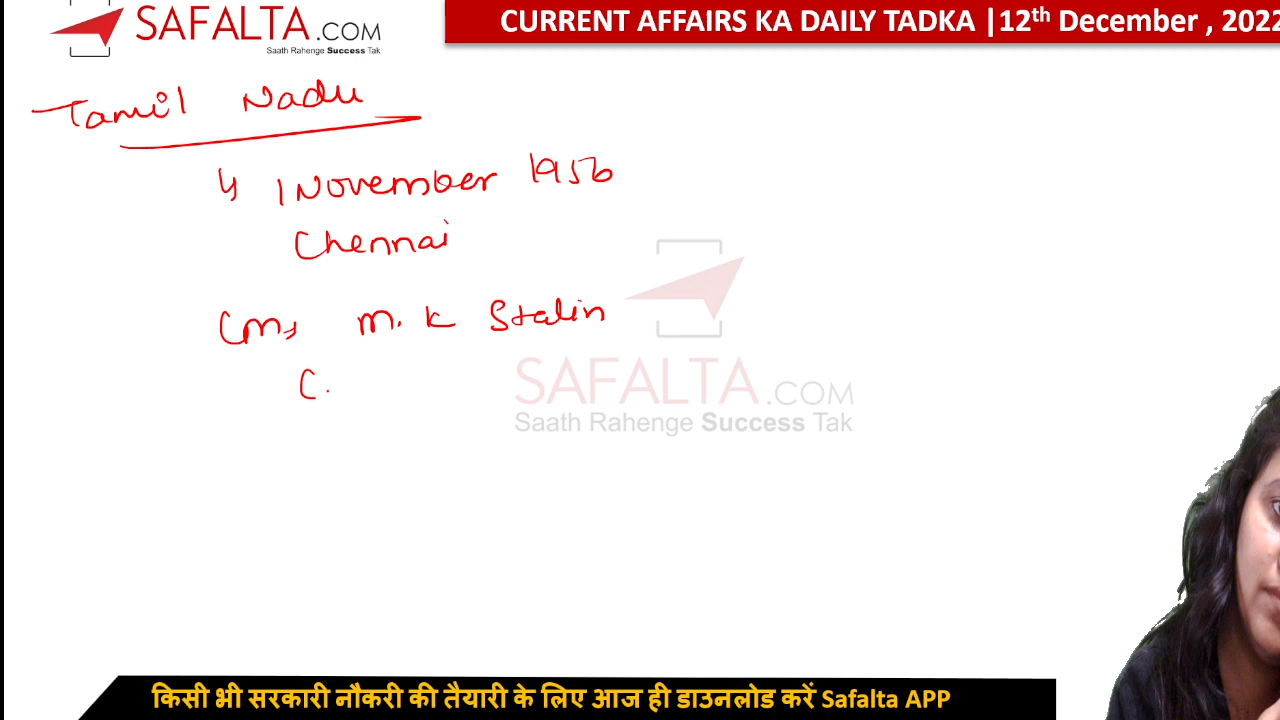 SAFALTA.COM
Saath Rahenge Success Tak
CURRENT AFFAIRS KA DAILY TADKA |12th December , 2022
Tamil Nadu
↳ 1 November 1956
Chennai
CM, M. K Stalin
C.
SAFALTA.COM
Saath Rahenge Success Tak
किसी भी सरकारी नौकरी की तैयारी के लिए आज ही डाउनलोड करें Safalta APP